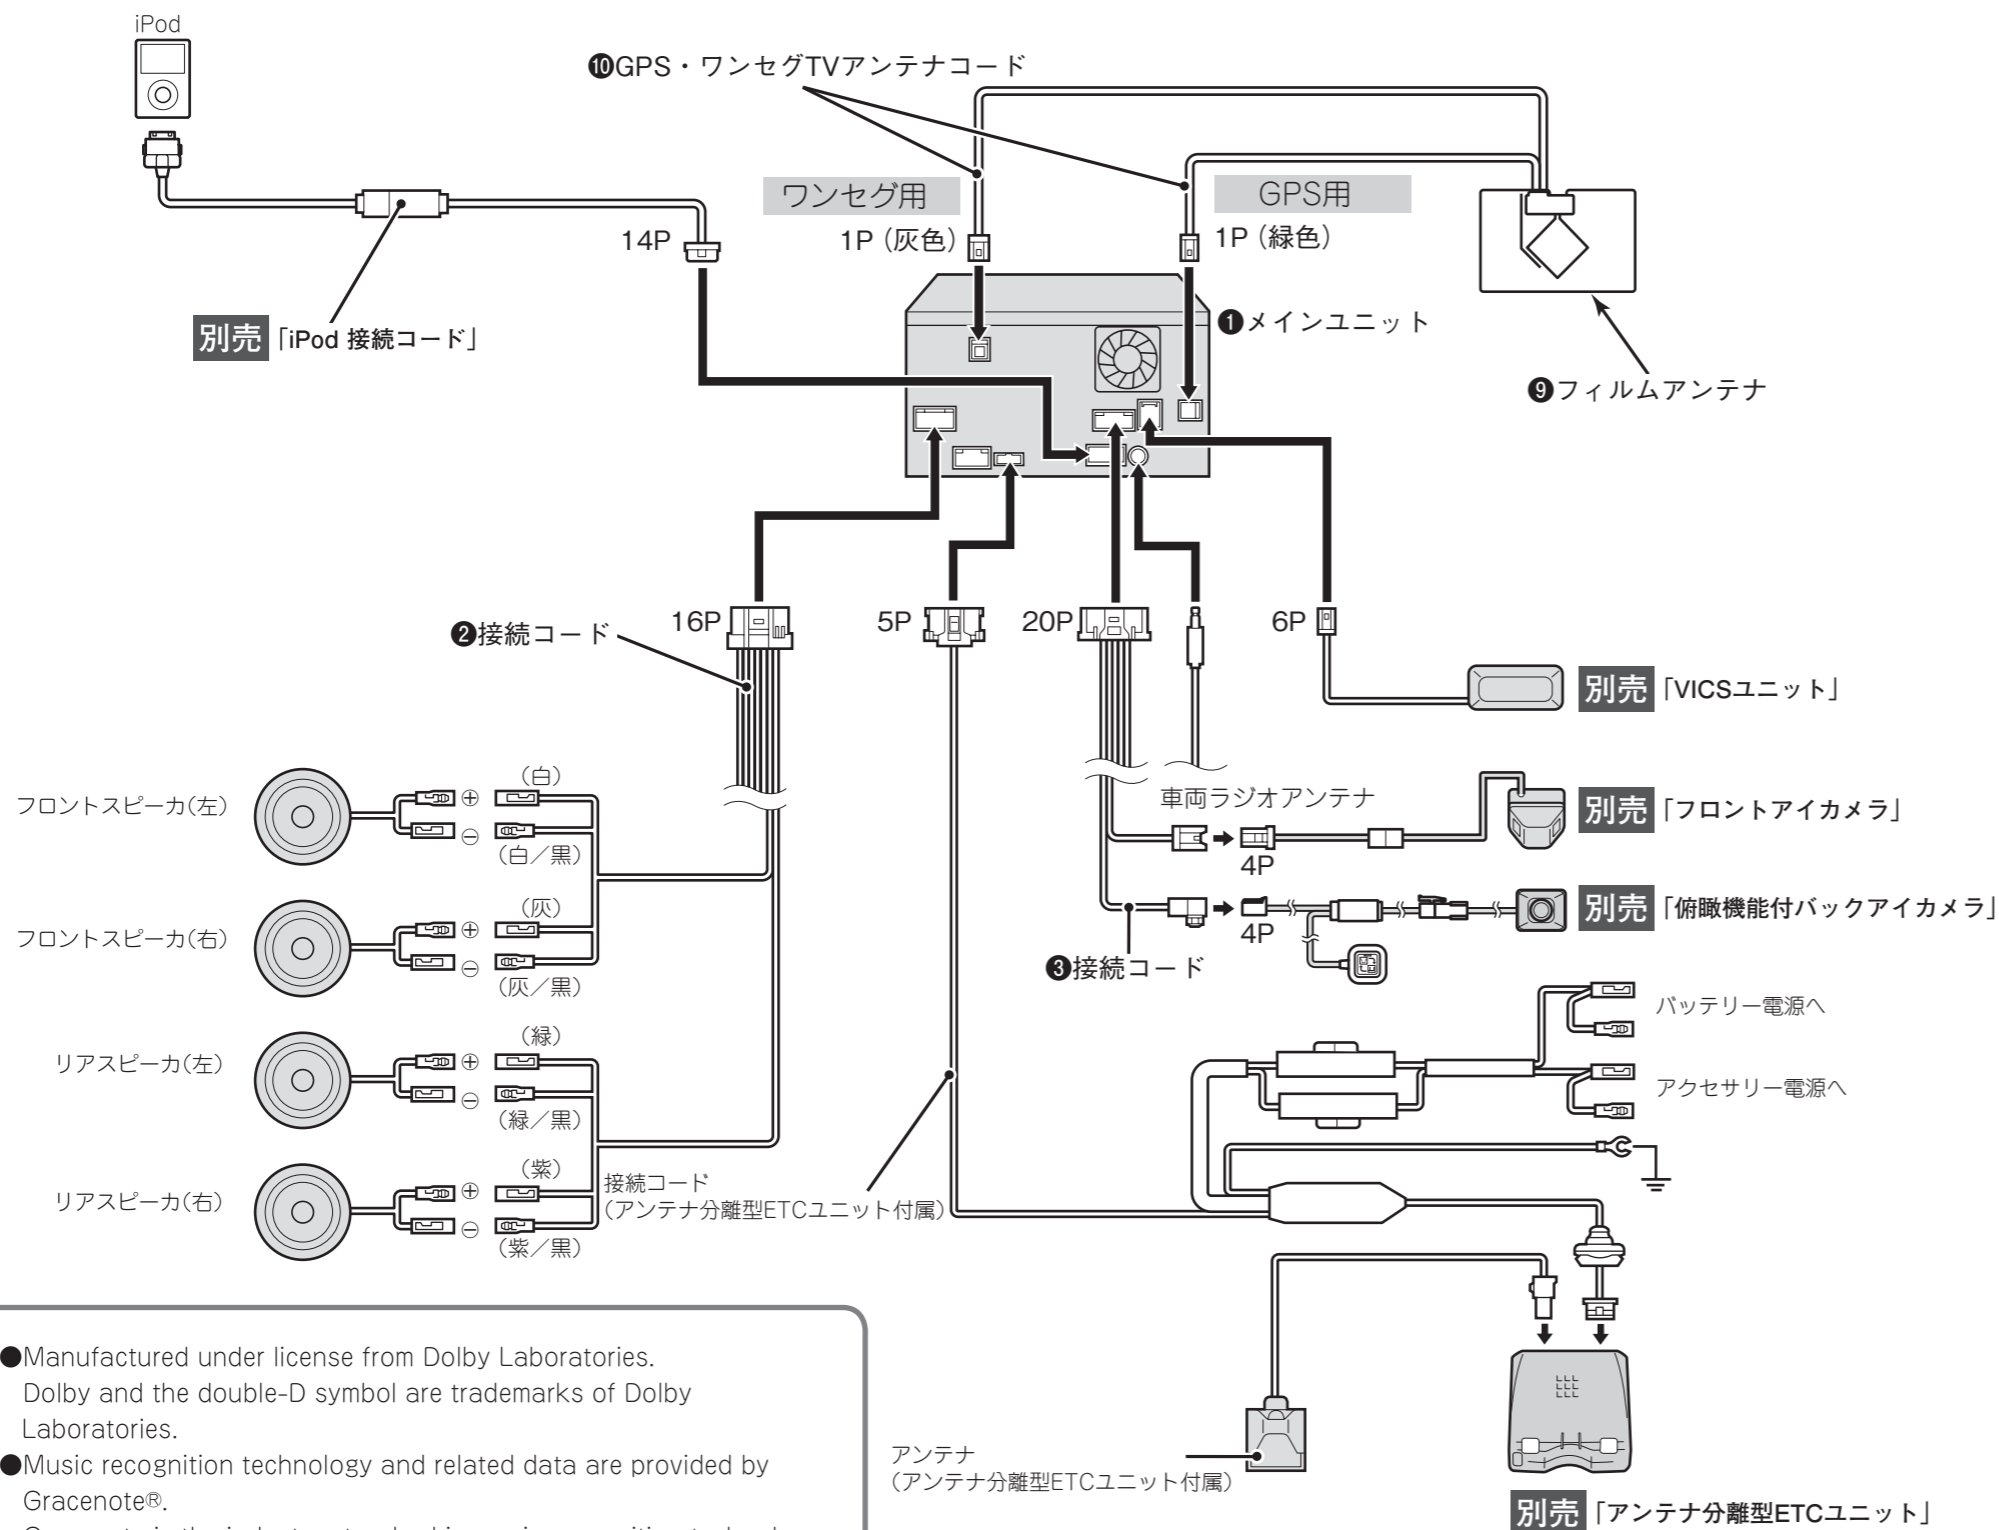 iPod
❿GPS・ワンセグTVアンテナコード
ワンセグ用
GPS用
14P
1P（灰色）
1P（緑色）
別売「iPod 接続コード」
❶メインユニット
❾フィルムアンテナ
❷接続コード
16P
5P
20P
6P
別売「VICSユニット」
フロントスピーカ(左)
（白）
⊕
⊖
（白／黒）
車両ラジオアンテナ
4P
別売「フロントアイカメラ」
フロントスピーカ(右)
（灰）
⊕
⊖
（灰／黒）
4P
別売「俯瞰機能付バックアイカメラ」
❸接続コード
バッテリー電源へ
アクセサリー電源へ
リアスピーカ(左)
（緑）
⊕
⊖
（緑／黒）
リアスピーカ(右)
（紫）
⊕
⊖
（紫／黒）
接続コード
（アンテナ分離型ETCユニット付属）
●Manufactured under license from Dolby Laboratories.
Dolby and the double-D symbol are trademarks of Dolby
Laboratories.
●Music recognition technology and related data are provided by
Gracenote®.
アンテナ
（アンテナ分離型ETCユニット付属）
別売「アンテナ分離型ETCユニット」